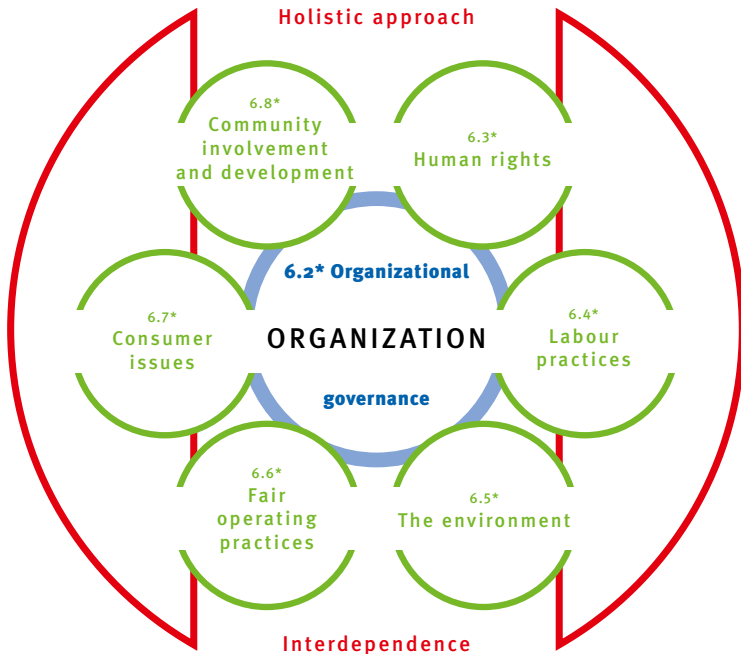 Holistic approach
6.8*
Community
involvement
and development
6.3*
Human rights
6.2* Organizational
6.7*
Consumer
issues
ORGANIZATION
6.4*
Labour
practices
governance
6.6*
Fair
operating
practices
6.5*
The environment
Interdependence